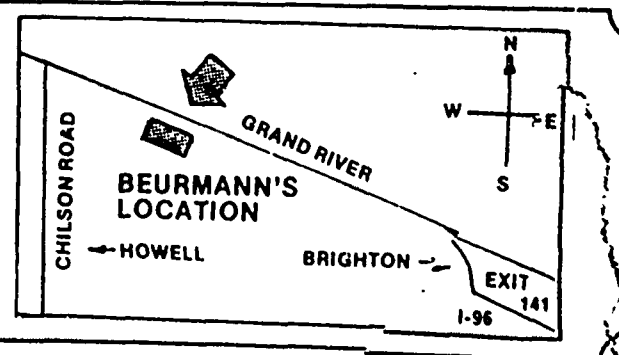 N
W
E
S
GRAND RIVER
CHILSON ROAD
BEURMANN'S
LOCATION
HOWELL
BRIGHTON
EXIT
141
I-96